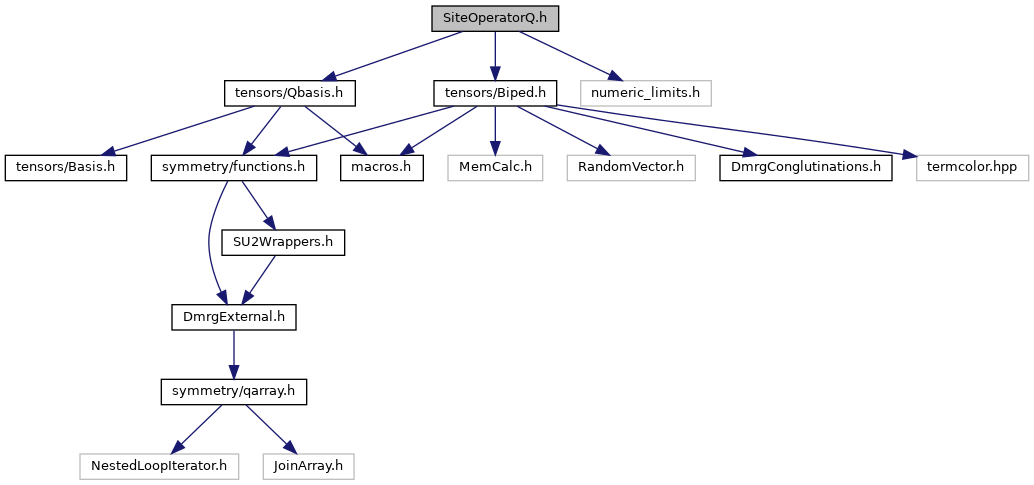 SiteOperatorQ.h
tensors/Qbasis.h
tensors/Biped.h
numeric_limits.h
tensors/Basis.h
symmetry/functions.h
macros.h
MemCalc.h
RandomVector.h
DmrgConglutinations.h
termcolor.hpp
SU2Wrappers.h
DmrgExternal.h
symmetry/qarray.h
NestedLoopIterator.h
JoinArray.h